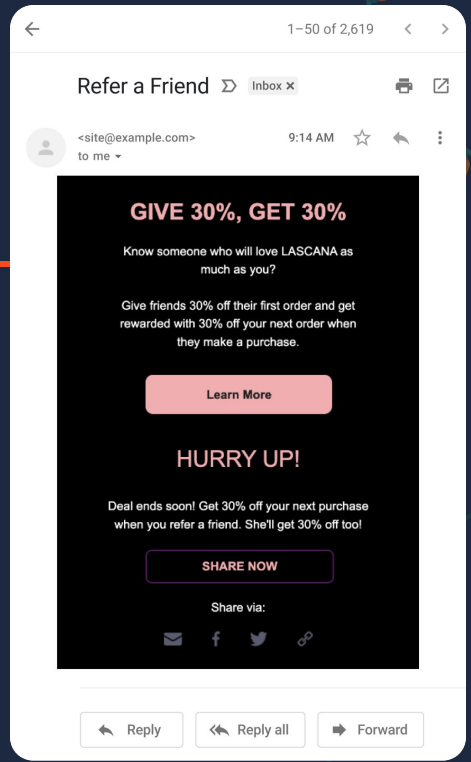 1–50 of 2,619
Refer a Friend
Inbox ×
<site@example.com>
9:14 AM
to me
GIVE 30%, GET 30%
Know someone who will love LASCANA as
much as you?
Give friends 30% off their first order and get
rewarded with 30% off your next order when
they make a purchase.
Learn More
HURRY UP!
Deal ends soon! Get 30% off your next purchase
when you refer a friend. She'll get 30% off too!
SHARE NOW
Share via:
Reply
Reply all
Forward